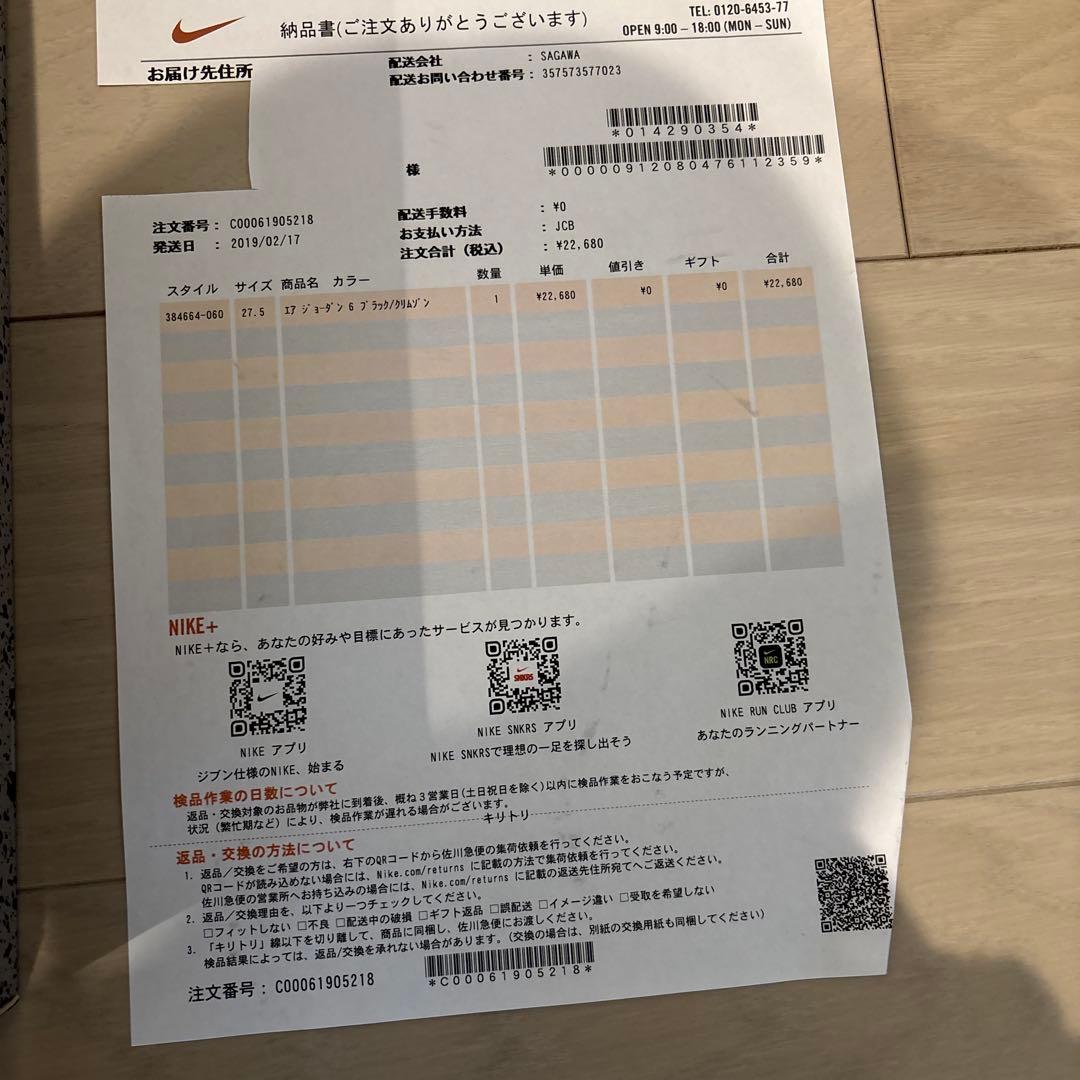 納品書(ご注文ありがとうございます)
TEL: 0120-6453-77
OPEN 9:00 – 18:00 (MON – SUN)
お届け先住所
配送会社 : SAGAWA
配送お問い合わせ番号 : 357573577023
*014290354*
*00000912080476112359*
様
注文番号 : C00061905218
発送日 : 2019/02/17
配送手数料 : ¥0
お支払い方法 : JCB
注文合計 (税込) : ¥22,680
スタイル サイズ 商品名 カラー 数量 単価 値引き ギフト 合計
384664-060 27.5 ｴｱ ｼﾞｮｰﾀﾞﾝ 6 ﾌﾞﾗｯｸ/ｸﾘﾑｿﾞﾝ 1 ¥22,680 ¥0 ¥0 ¥22,680
NIKE+
NIKE+なら、あなたの好みや目標にあったサービスが見つかります。
SNKRS
NRC
NIKE アプリ
ジブン仕様のNIKE、始まる
NIKE SNKRS アプリ
NIKE SNKRSで理想の一足を探し出そう
NIKE RUN CLUB アプリ
あなたのランニングパートナー
検品作業の日数について
返品・交換対象のお品物が弊社に到着後、概ね3営業日(土日祝日を除く)以内に検品作業をおこなう予定ですが、
状況（繁忙期など）により、検品作業が遅れる場合がございます。
キリトリ
返品・交換の方法について
1. 返品／交換をご希望の方は、右下のQRコードから佐川急便の集荷依頼を行ってください。
QRコードが読み込めない場合には、Nike.com/returns に記載の方法で集荷依頼を行ってください。
佐川急便の営業所へお持ち込みの場合には、Nike.com/returns に記載の返送先住所宛てへご返送ください。
2. 返品／交換理由を、以下より一つチェックしてください。
□フィットしない □不良 □配送中の破損 □ギフト返品 □誤配送 □イメージ違い □受取を希望しない
3. 「キリトリ」線以下を切り離して、商品に同梱し、佐川急便にお渡しください。
検品結果によっては、返品/交換を承れない場合があります。(交換の場合は、別紙の交換用紙も同梱してください)
注文番号 : C00061905218
*C00061905218*